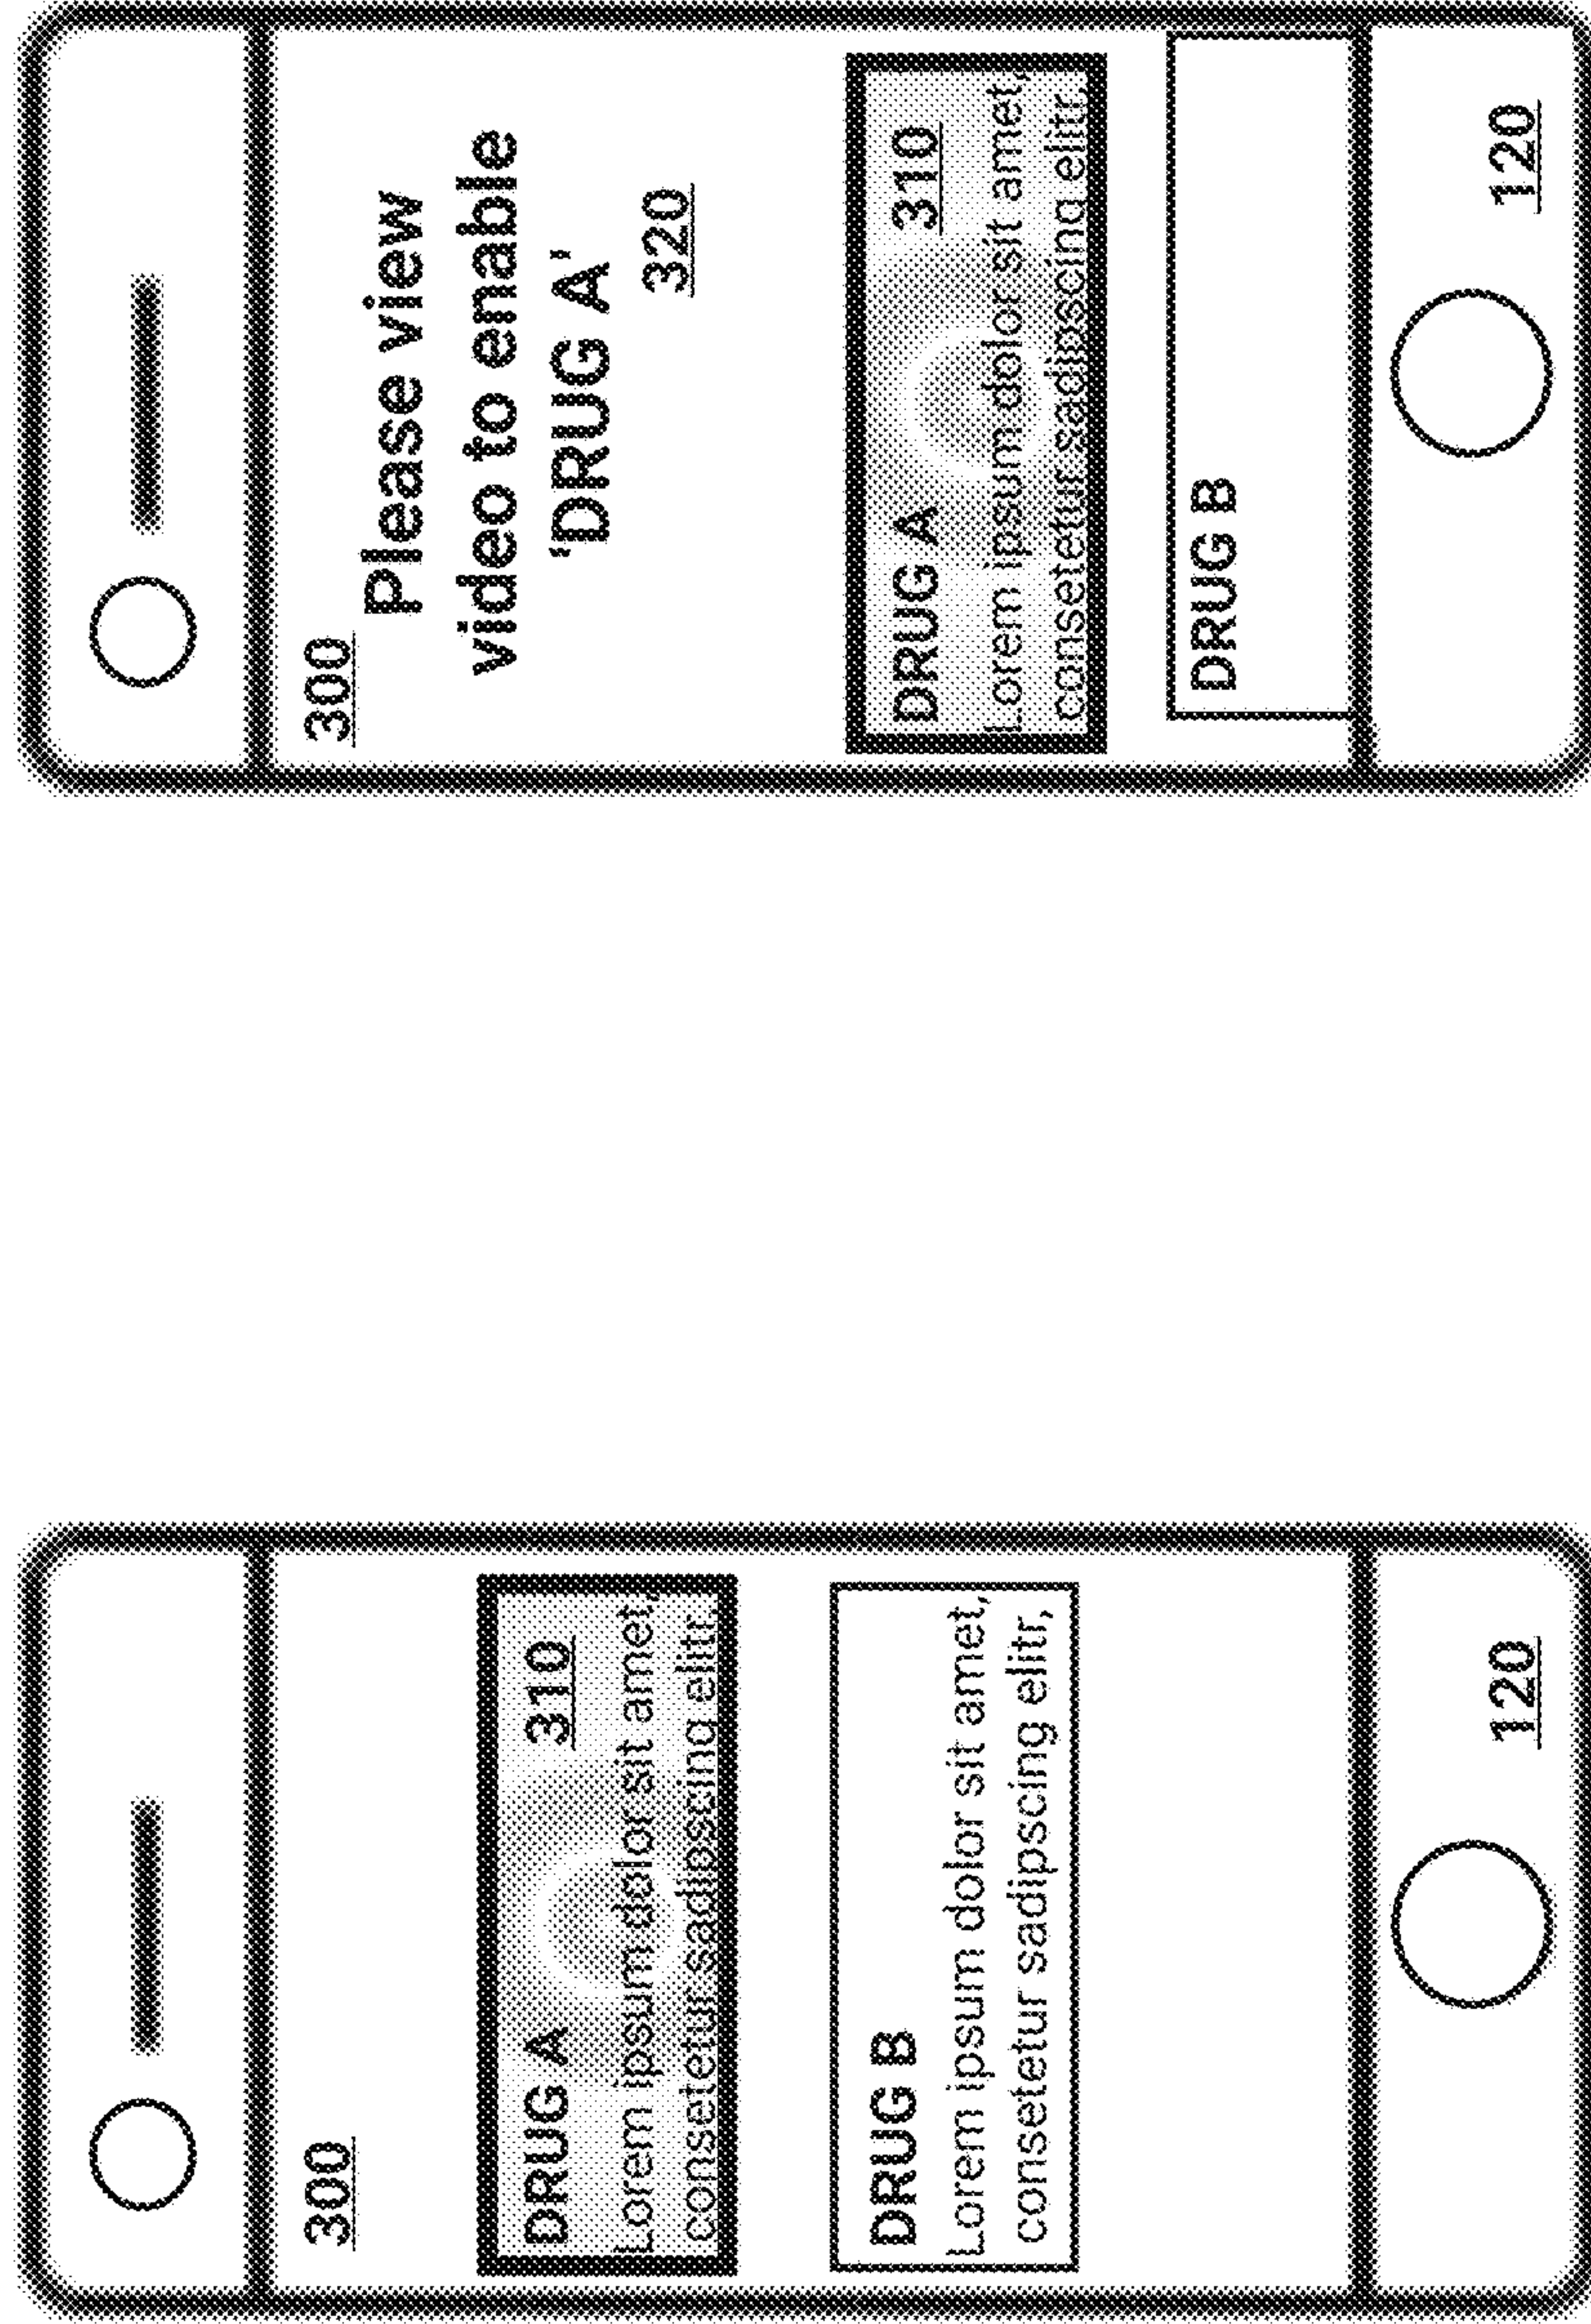 300
DRUG A 310
Lorem ipsum dolor sit amet,
consetetur sadipscing elitr,
DRUG B
Lorem ipsum dolor sit amet,
consetetur sadipscing elitr,
120
300
Please view
video to enable
'DRUG A'
320
DRUG A 310
Lorem ipsum dolor sit amet,
consetetur sadipscing elitr,
DRUG B
120